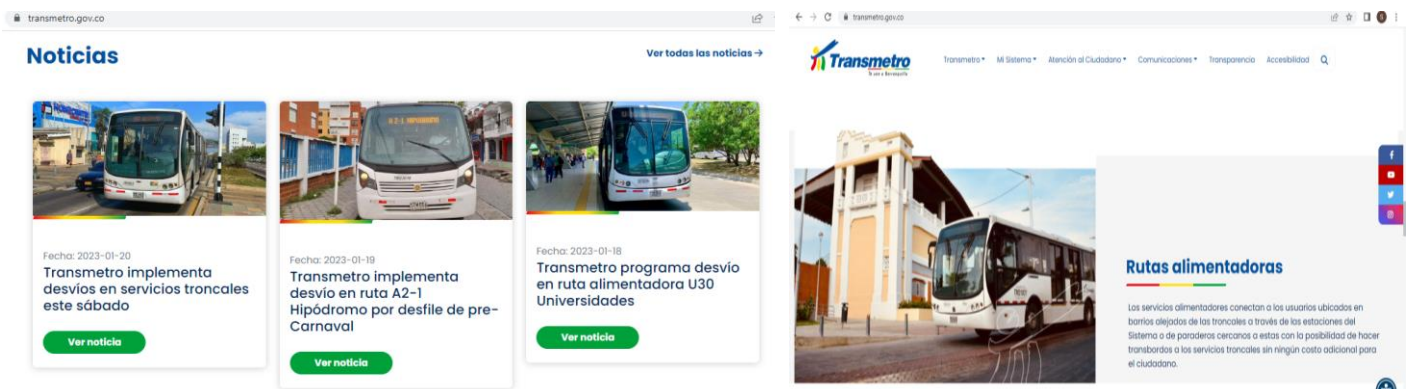 transmetro.gov.co
Noticias
Ver todas las noticias →
Fecha: 2023-01-20
Transmetro implementa
desvíos en servicios troncales
este sábado
Ver noticia
A2-1 HIPODROMO
Fecha: 2023-01-19
Transmetro implementa
desvío en ruta A2-1
Hipódromo por desfile de pre-
Carnaval
Ver noticia
Fecha: 2023-01-18
Transmetro programa desvío
en ruta alimentadora U30
Universidades
Ver noticia
transmetro.gov.co
Transmetro
Transmetro Mi Sistema Atención al Ciudadano Comunicaciones Transparencia Accesibilidad
Rutas alimentadoras
Los servicios alimentadores conectan a los usuarios ubicados en
barrios alejados de las troncales a través de las estaciones del
Sistema o de paraderos cercanos a estas con la posibilidad de hacer
transbordos a los servicios troncales sin ningún costo adicional para
el ciudadano.